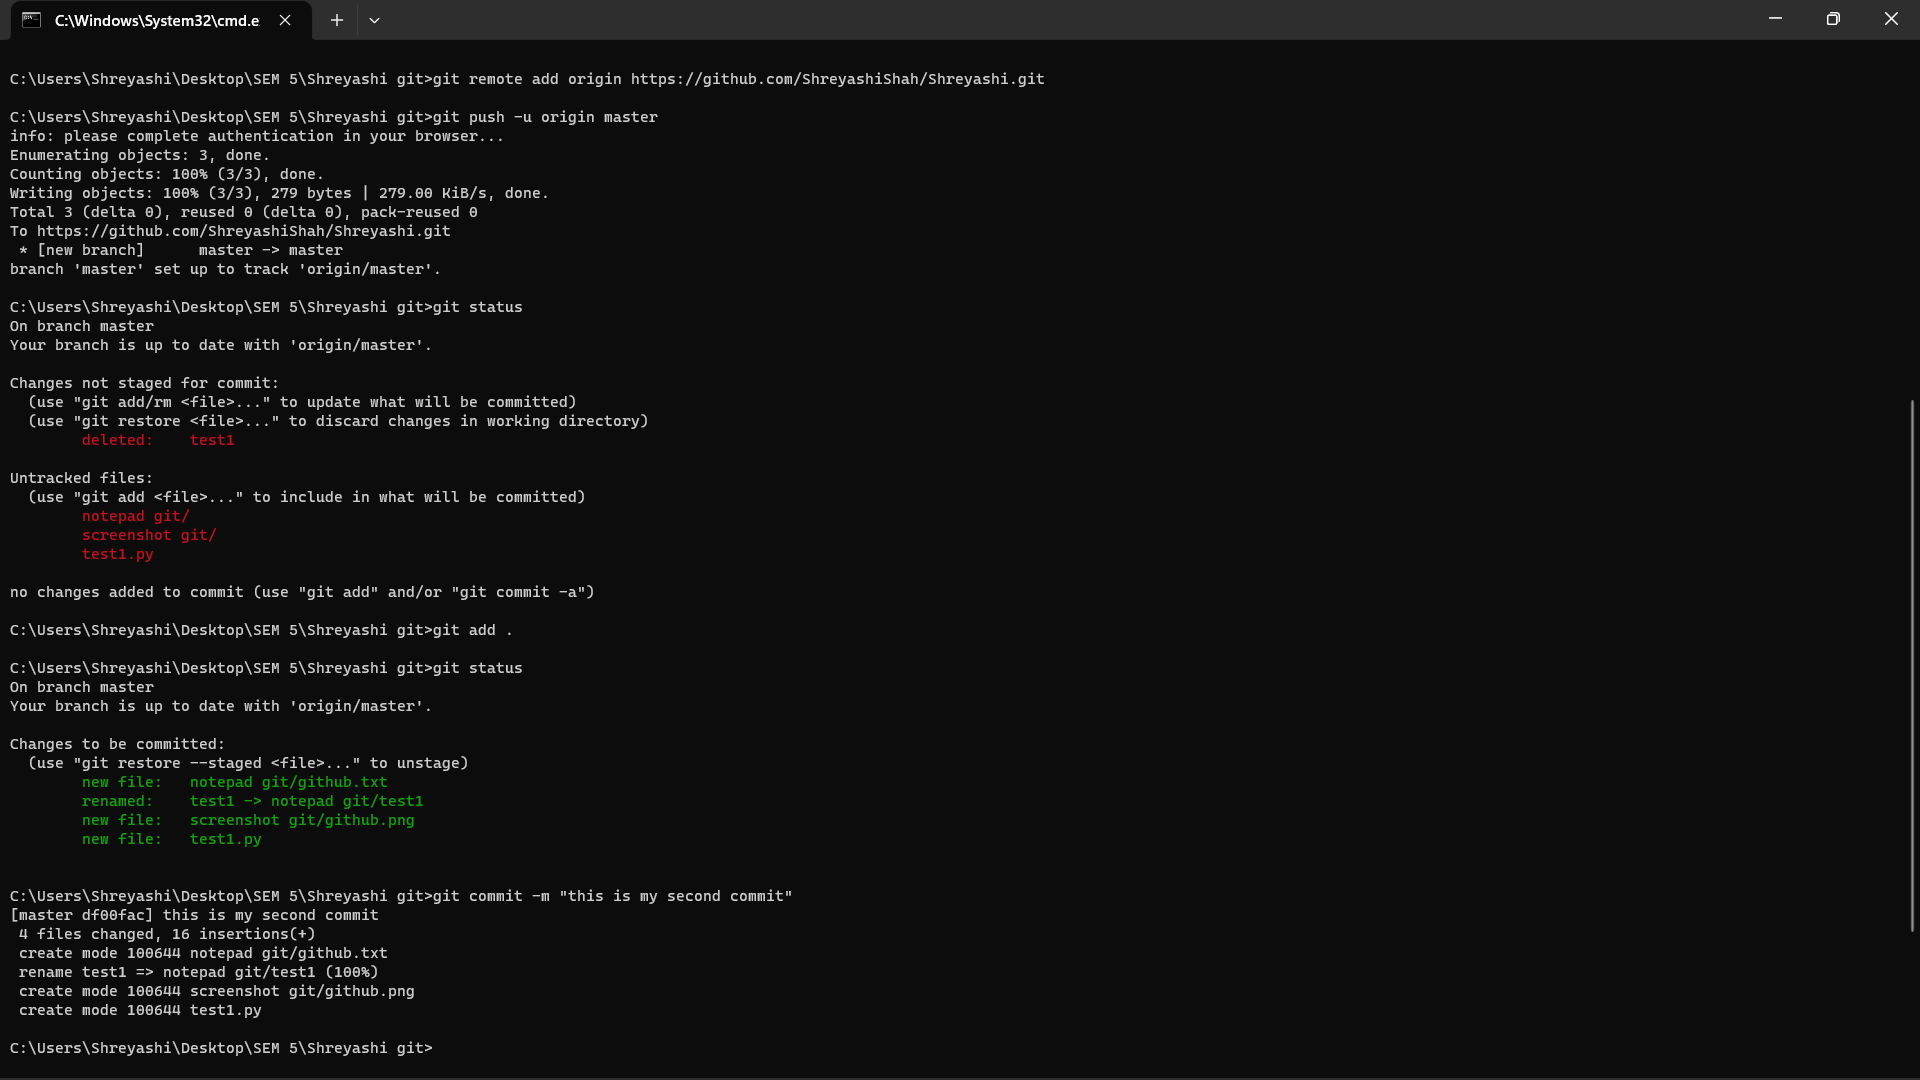 C:\Windows\System32\cmd.e
C:\Users\Shreyashi\Desktop\SEM 5\Shreyashi git>git remote add origin https://github.com/ShreyashiShah/Shreyashi.git
C:\Users\Shreyashi\Desktop\SEM 5\Shreyashi git>git push -u origin master
info: please complete authentication in your browser...
Enumerating objects: 3, done.
Counting objects: 100% (3/3), done.
Writing objects: 100% (3/3), 279 bytes | 279.00 KiB/s, done.
Total 3 (delta 0), reused 0 (delta 0), pack-reused 0
To https://github.com/ShreyashiShah/Shreyashi.git
 * [new branch]      master -> master
branch 'master' set up to track 'origin/master'.
C:\Users\Shreyashi\Desktop\SEM 5\Shreyashi git>git status
On branch master
Your branch is up to date with 'origin/master'.
Changes not staged for commit:
  (use "git add/rm <file>..." to update what will be committed)
  (use "git restore <file>..." to discard changes in working directory)
        deleted:    test1
Untracked files:
  (use "git add <file>..." to include in what will be committed)
        notepad git/
        screenshot git/
        test1.py
no changes added to commit (use "git add" and/or "git commit -a")
C:\Users\Shreyashi\Desktop\SEM 5\Shreyashi git>git add .
C:\Users\Shreyashi\Desktop\SEM 5\Shreyashi git>git status
On branch master
Your branch is up to date with 'origin/master'.
Changes to be committed:
  (use "git restore --staged <file>..." to unstage)
        new file:   notepad git/github.txt
        renamed:    test1 -> notepad git/test1
        new file:   screenshot git/github.png
        new file:   test1.py
C:\Users\Shreyashi\Desktop\SEM 5\Shreyashi git>git commit -m "this is my second commit"
[master df00fac] this is my second commit
 4 files changed, 16 insertions(+)
 create mode 100644 notepad git/github.txt
 rename test1 => notepad git/test1 (100%)
 create mode 100644 screenshot git/github.png
 create mode 100644 test1.py
C:\Users\Shreyashi\Desktop\SEM 5\Shreyashi git>